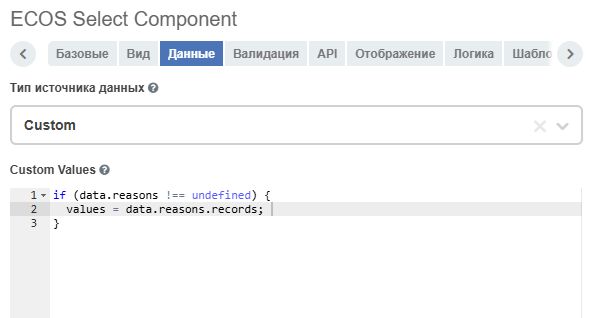 ECOS Select Component
Базовые Вид Данные Валидация API Отображение Логика Шабло
Тип источника данных
Custom
Custom Values
1 if (data.reasons !== undefined) {
2 values = data.reasons.records;
3 }